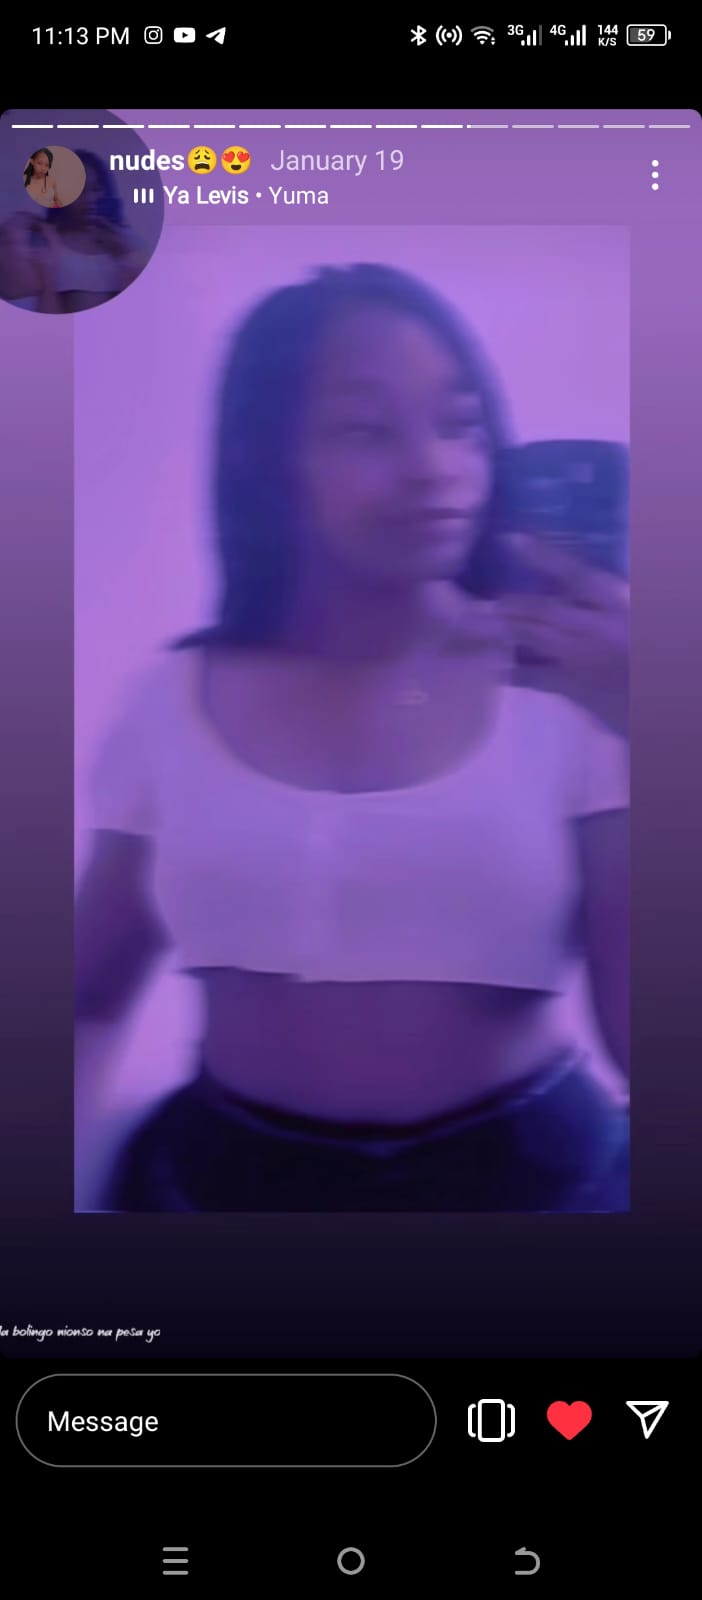 11:13 PM 3G 4G 144 K/S 59
nudes😩😍 January 19
Ya Levis • Yuma
la bolingo nionso na pesa yo
Message